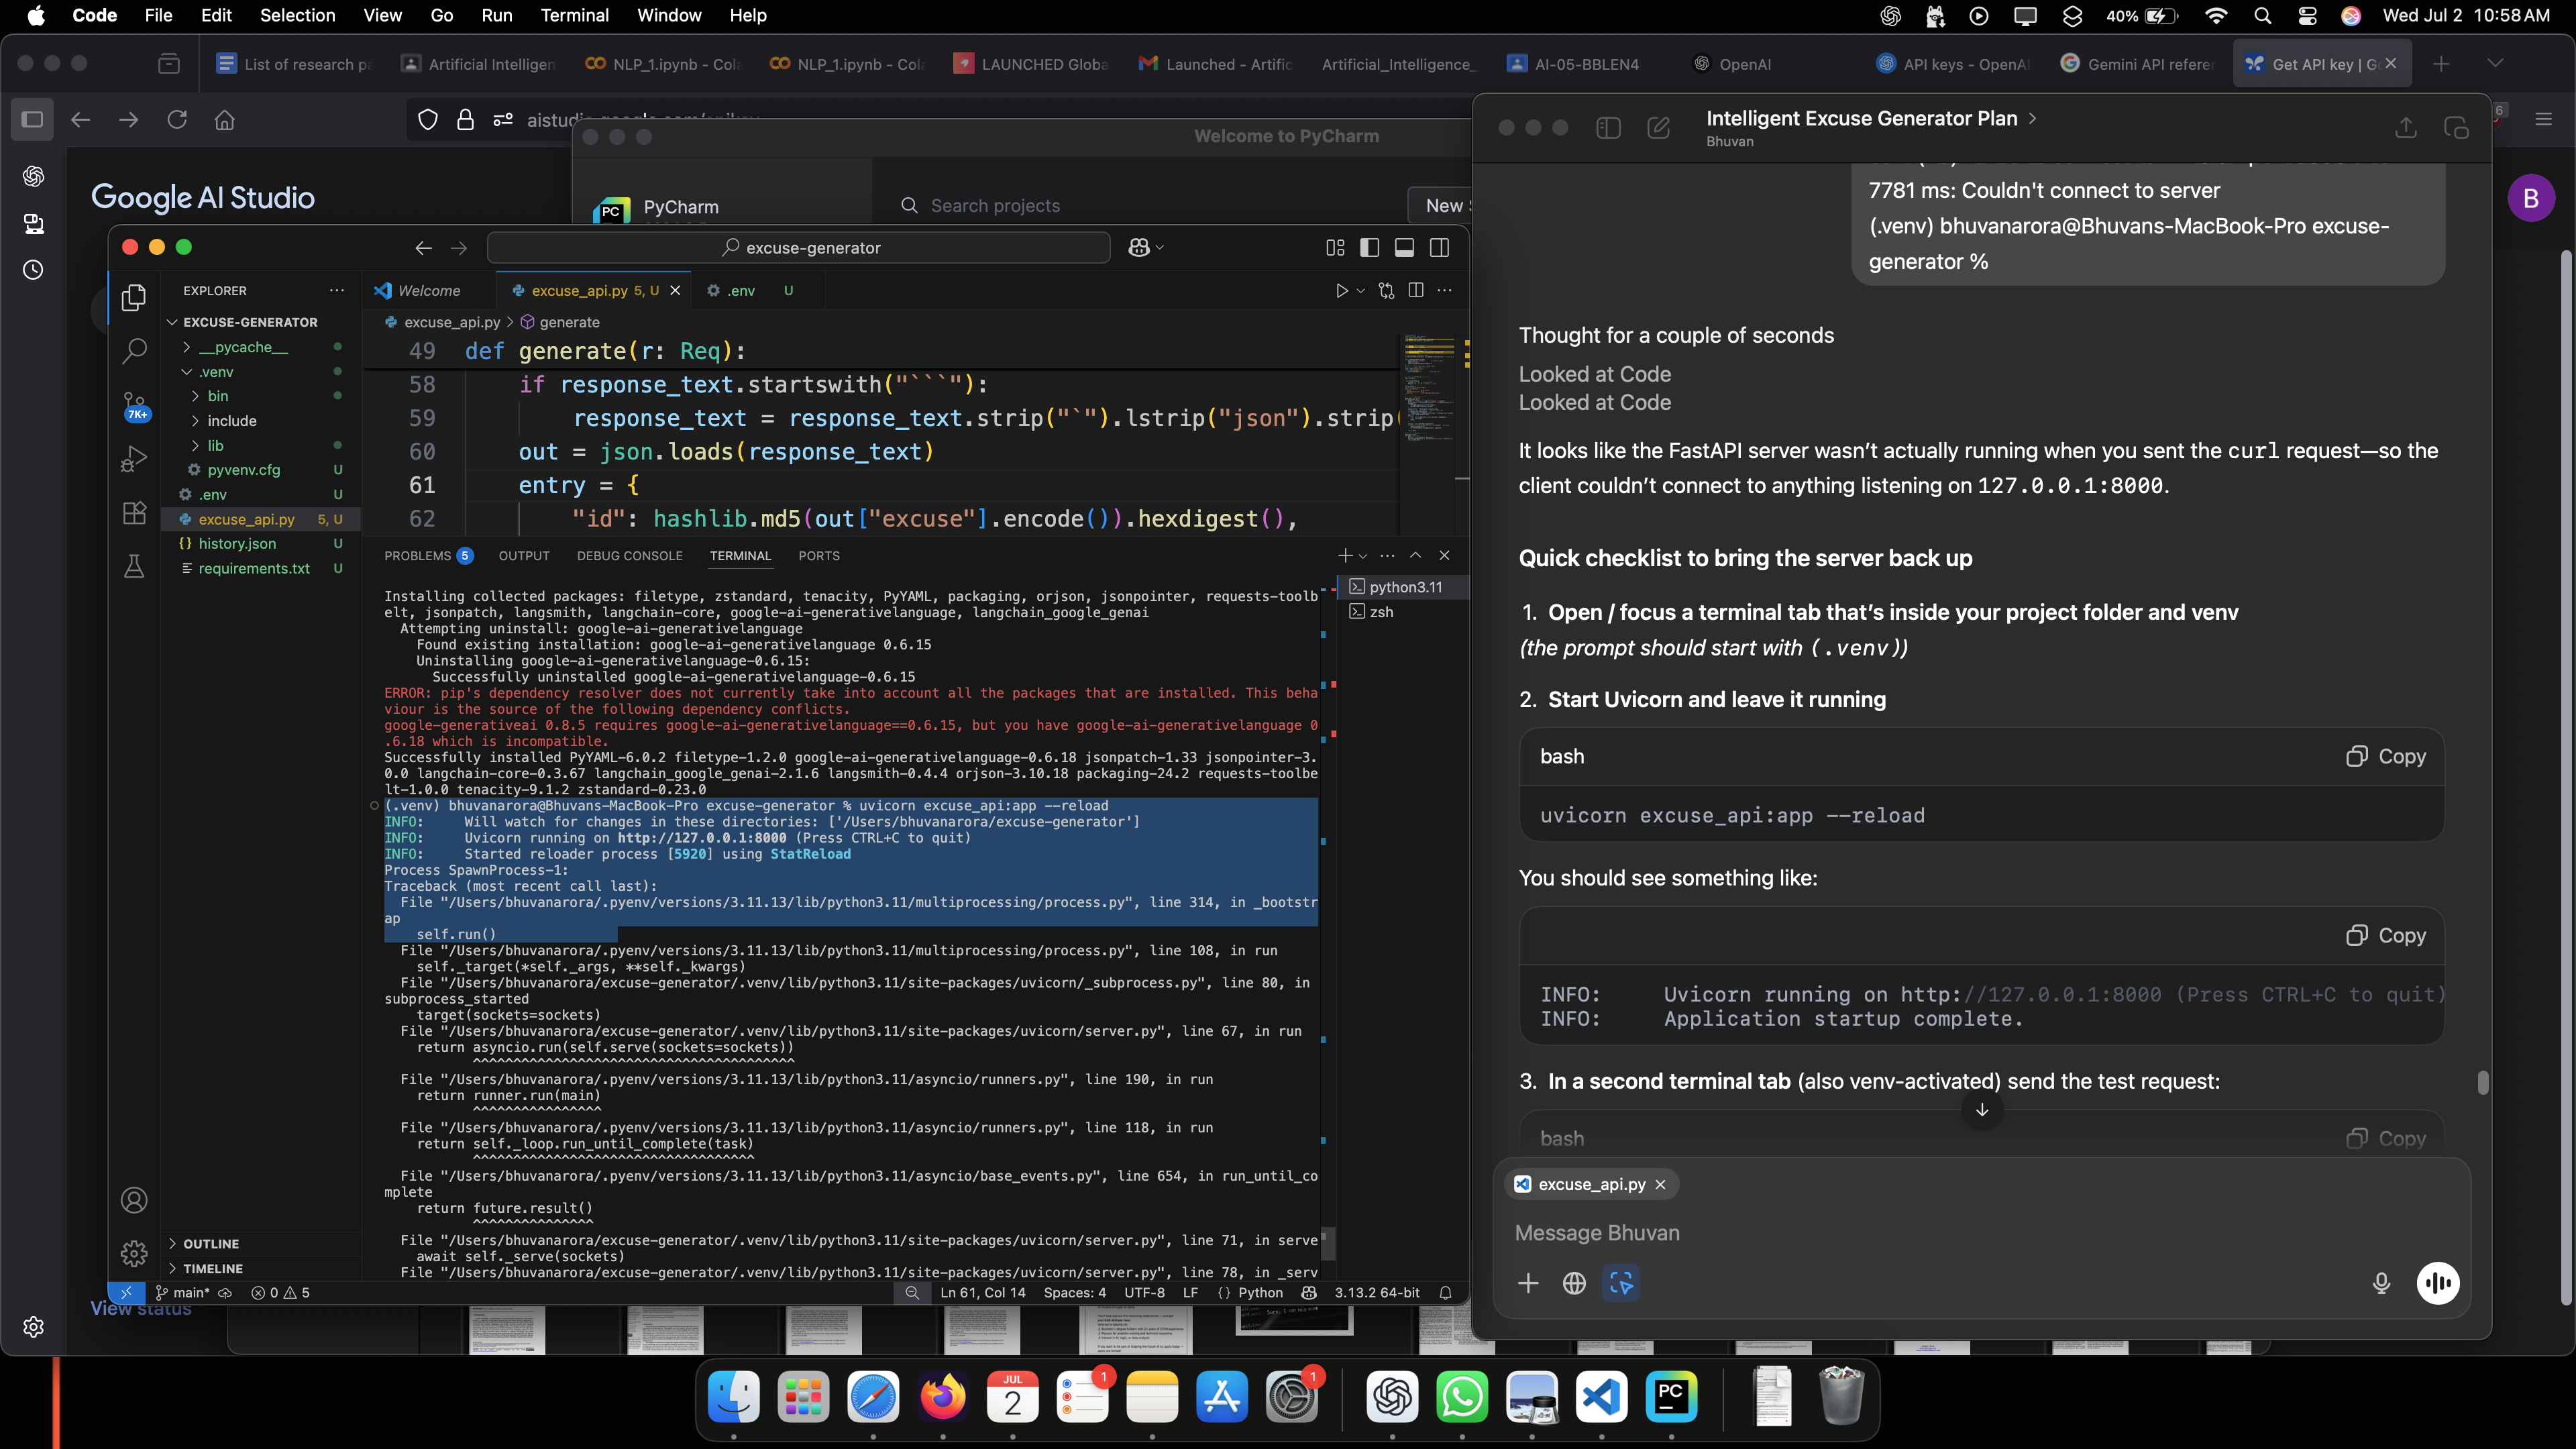 Code File Edit Selection View Go Run Terminal Window Help
40% Wed Jul 2 10:58 AM
List of research pa
Artificial Intelligen
NLP_1.ipynb - Cola
NLP_1.ipynb - Cola
LAUNCHED Globa
Launched - Artific
Artificial_Intelligence_
AI-05-BBLEN4
OpenAI
API keys - OpenAI
Gemini API referen
Get API key | G
6
Google AI Studio
B
Welcome to PyCharm
PC PyCharm
Search projects
New
excuse-generator
EXPLORER
EXCUSE-GENERATOR
__pycache__
.venv
bin
include
lib
pyvenv.cfg U
.env U
excuse_api.py 5, U
history.json U
requirements.txt U
7K+
OUTLINE
TIMELINE
Welcome
excuse_api.py 5, U
.env U
excuse_api.py > generate
49 def generate(r: Req):
58 if response_text.startswith("```"):
59 response_text = response_text.strip("`").lstrip("json").strip(
60 out = json.loads(response_text)
61 entry = {
62 "id": hashlib.md5(out["excuse"].encode()).hexdigest(),
PROBLEMS 5 OUTPUT DEBUG CONSOLE TERMINAL PORTS
python3.11
zsh
Installing collected packages: filetype, zstandard, tenacity, PyYAML, packaging, orjson, jsonpointer, requests-toolb
elt, jsonpatch, langsmith, langchain-core, google-ai-generativelanguage, langchain_google_genai
Attempting uninstall: google-ai-generativelanguage
Found existing installation: google-ai-generativelanguage 0.6.15
Uninstalling google-ai-generativelanguage-0.6.15:
Successfully uninstalled google-ai-generativelanguage-0.6.15
ERROR: pip's dependency resolver does not currently take into account all the packages that are installed. This beha
viour is the source of the following dependency conflicts.
google-generativeai 0.8.5 requires google-ai-generativelanguage==0.6.15, but you have google-ai-generativelanguage 0
.6.18 which is incompatible.
Successfully installed PyYAML-6.0.2 filetype-1.2.0 google-ai-generativelanguage-0.6.18 jsonpatch-1.33 jsonpointer-3.
0.0 langchain-core-0.3.67 langchain_google_genai-2.1.6 langsmith-0.4.4 orjson-3.10.18 packaging-24.2 requests-toolbe
lt-1.0.0 tenacity-9.1.2 zstandard-0.23.0
(.venv) bhuvanarora@Bhuvans-MacBook-Pro excuse-generator % uvicorn excuse_api:app --reload
INFO: Will watch for changes in these directories: ['/Users/bhuvanarora/excuse-generator']
INFO: Uvicorn running on http://127.0.0.1:8000 (Press CTRL+C to quit)
INFO: Started reloader process [5920] using StatReload
Process SpawnProcess-1:
Traceback (most recent call last):
File "/Users/bhuvanarora/.pyenv/versions/3.11.13/lib/python3.11/multiprocessing/process.py", line 314, in _bootstr
ap
self.run()
File "/Users/bhuvanarora/.pyenv/versions/3.11.13/lib/python3.11/multiprocessing/process.py", line 108, in run
self._target(*self._args, **self._kwargs)
File "/Users/bhuvanarora/excuse-generator/.venv/lib/python3.11/site-packages/uvicorn/_subprocess.py", line 80, in
subprocess_started
target(sockets=sockets)
File "/Users/bhuvanarora/excuse-generator/.venv/lib/python3.11/site-packages/uvicorn/server.py", line 67, in run
return asyncio.run(self.serve(sockets=sockets))
^^^^^^^^^^^^^^^^^^^^^^^^^^^^^^^^^^^^^^^^
File "/Users/bhuvanarora/.pyenv/versions/3.11.13/lib/python3.11/asyncio/runners.py", line 190, in run
return runner.run(main)
^^^^^^^^^^^^^^^^
File "/Users/bhuvanarora/.pyenv/versions/3.11.13/lib/python3.11/asyncio/runners.py", line 118, in run
return self._loop.run_until_complete(task)
^^^^^^^^^^^^^^^^^^^^^^^^^^^^^^^^^^^
File "/Users/bhuvanarora/.pyenv/versions/3.11.13/lib/python3.11/asyncio/base_events.py", line 654, in run_until_co
mplete
return future.result()
^^^^^^^^^^^^^^^
File "/Users/bhuvanarora/excuse-generator/.venv/lib/python3.11/site-packages/uvicorn/server.py", line 71, in serve
await self._serve(sockets)
File "/Users/bhuvanarora/excuse-generator/.venv/lib/python3.11/site-packages/uvicorn/server.py", line 78, in _serv
main* 0 5
Ln 61, Col 14 Spaces: 4 UTF-8 LF {} Python 3.13.2 64-bit
View status
Intelligent Excuse Generator Plan >
Bhuvan
7781 ms: Couldn't connect to server
(.venv) bhuvanarora@Bhuvans-MacBook-Pro excuse-
generator %
Thought for a couple of seconds
Looked at Code
Looked at Code
It looks like the FastAPI server wasn’t actually running when you sent the curl request—so the
client couldn’t connect to anything listening on 127.0.0.1:8000.
Quick checklist to bring the server back up
1. Open / focus a terminal tab that’s inside your project folder and venv
(the prompt should start with (.venv))
2. Start Uvicorn and leave it running
bash Copy
uvicorn excuse_api:app --reload
You should see something like:
Copy
INFO: Uvicorn running on http://127.0.0.1:8000 (Press CTRL+C to quit)
INFO: Application startup complete.
3. In a second terminal tab (also venv-activated) send the test request:
bash Copy
excuse_api.py
Message Bhuvan
JUL
2
1
1
PC